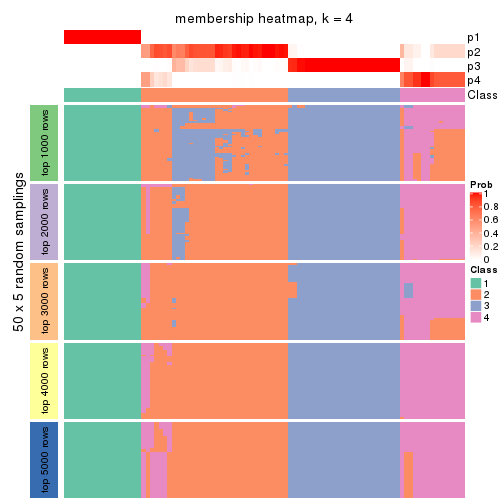 membership heatmap, k = 4
p1
p2
p3
p4
Class
50 x 5 random samplings
top 1000 rows
top 2000 rows
top 3000 rows
top 4000 rows
top 5000 rows
Prob
1
0.8
0.6
0.4
0.2
0
Class
1
2
3
4